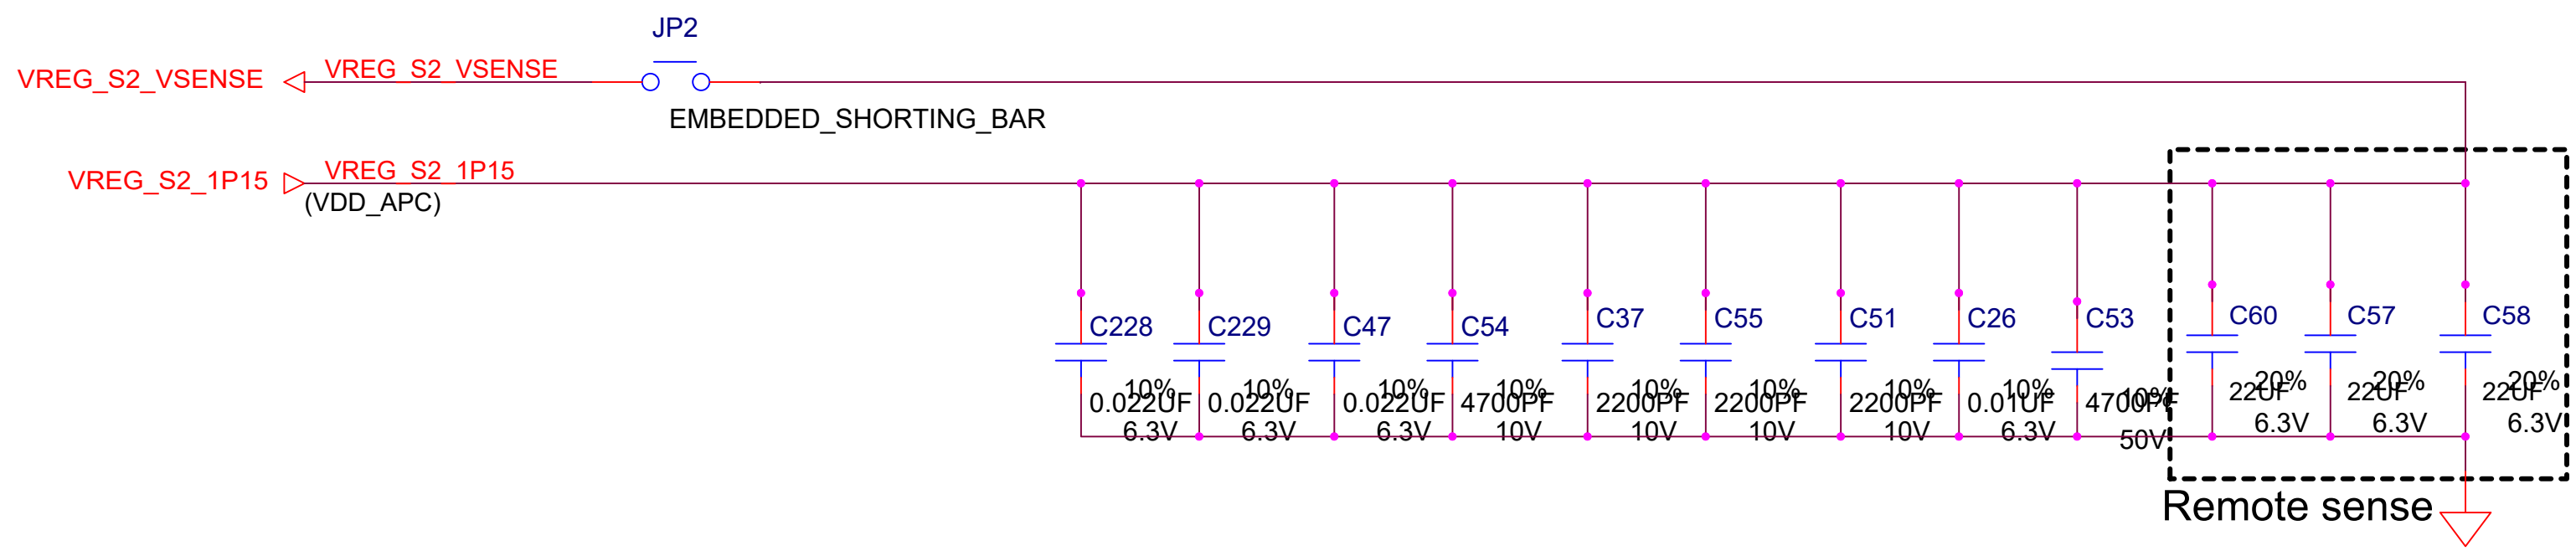 JP2
VREG_S2_VSENSE
VREG_S2_VSENSE
EMBEDDED_SHORTING_BAR
VREG_S2_1P15
VREG_S2_1P15
(VDD_APC)
C228
10%
0.022UF
6.3V
C229
10%
0.022UF
6.3V
C47
10%
0.022UF
6.3V
C54
10%
4700PF
10V
C37
10%
2200PF
10V
C55
10%
2200PF
10V
C51
10%
2200PF
10V
C26
10%
0.01UF
6.3V
C53
10%
4700PF
50V
C60
20%
22UF
6.3V
C57
20%
22UF
6.3V
C58
20%
22UF
6.3V
Remote sense